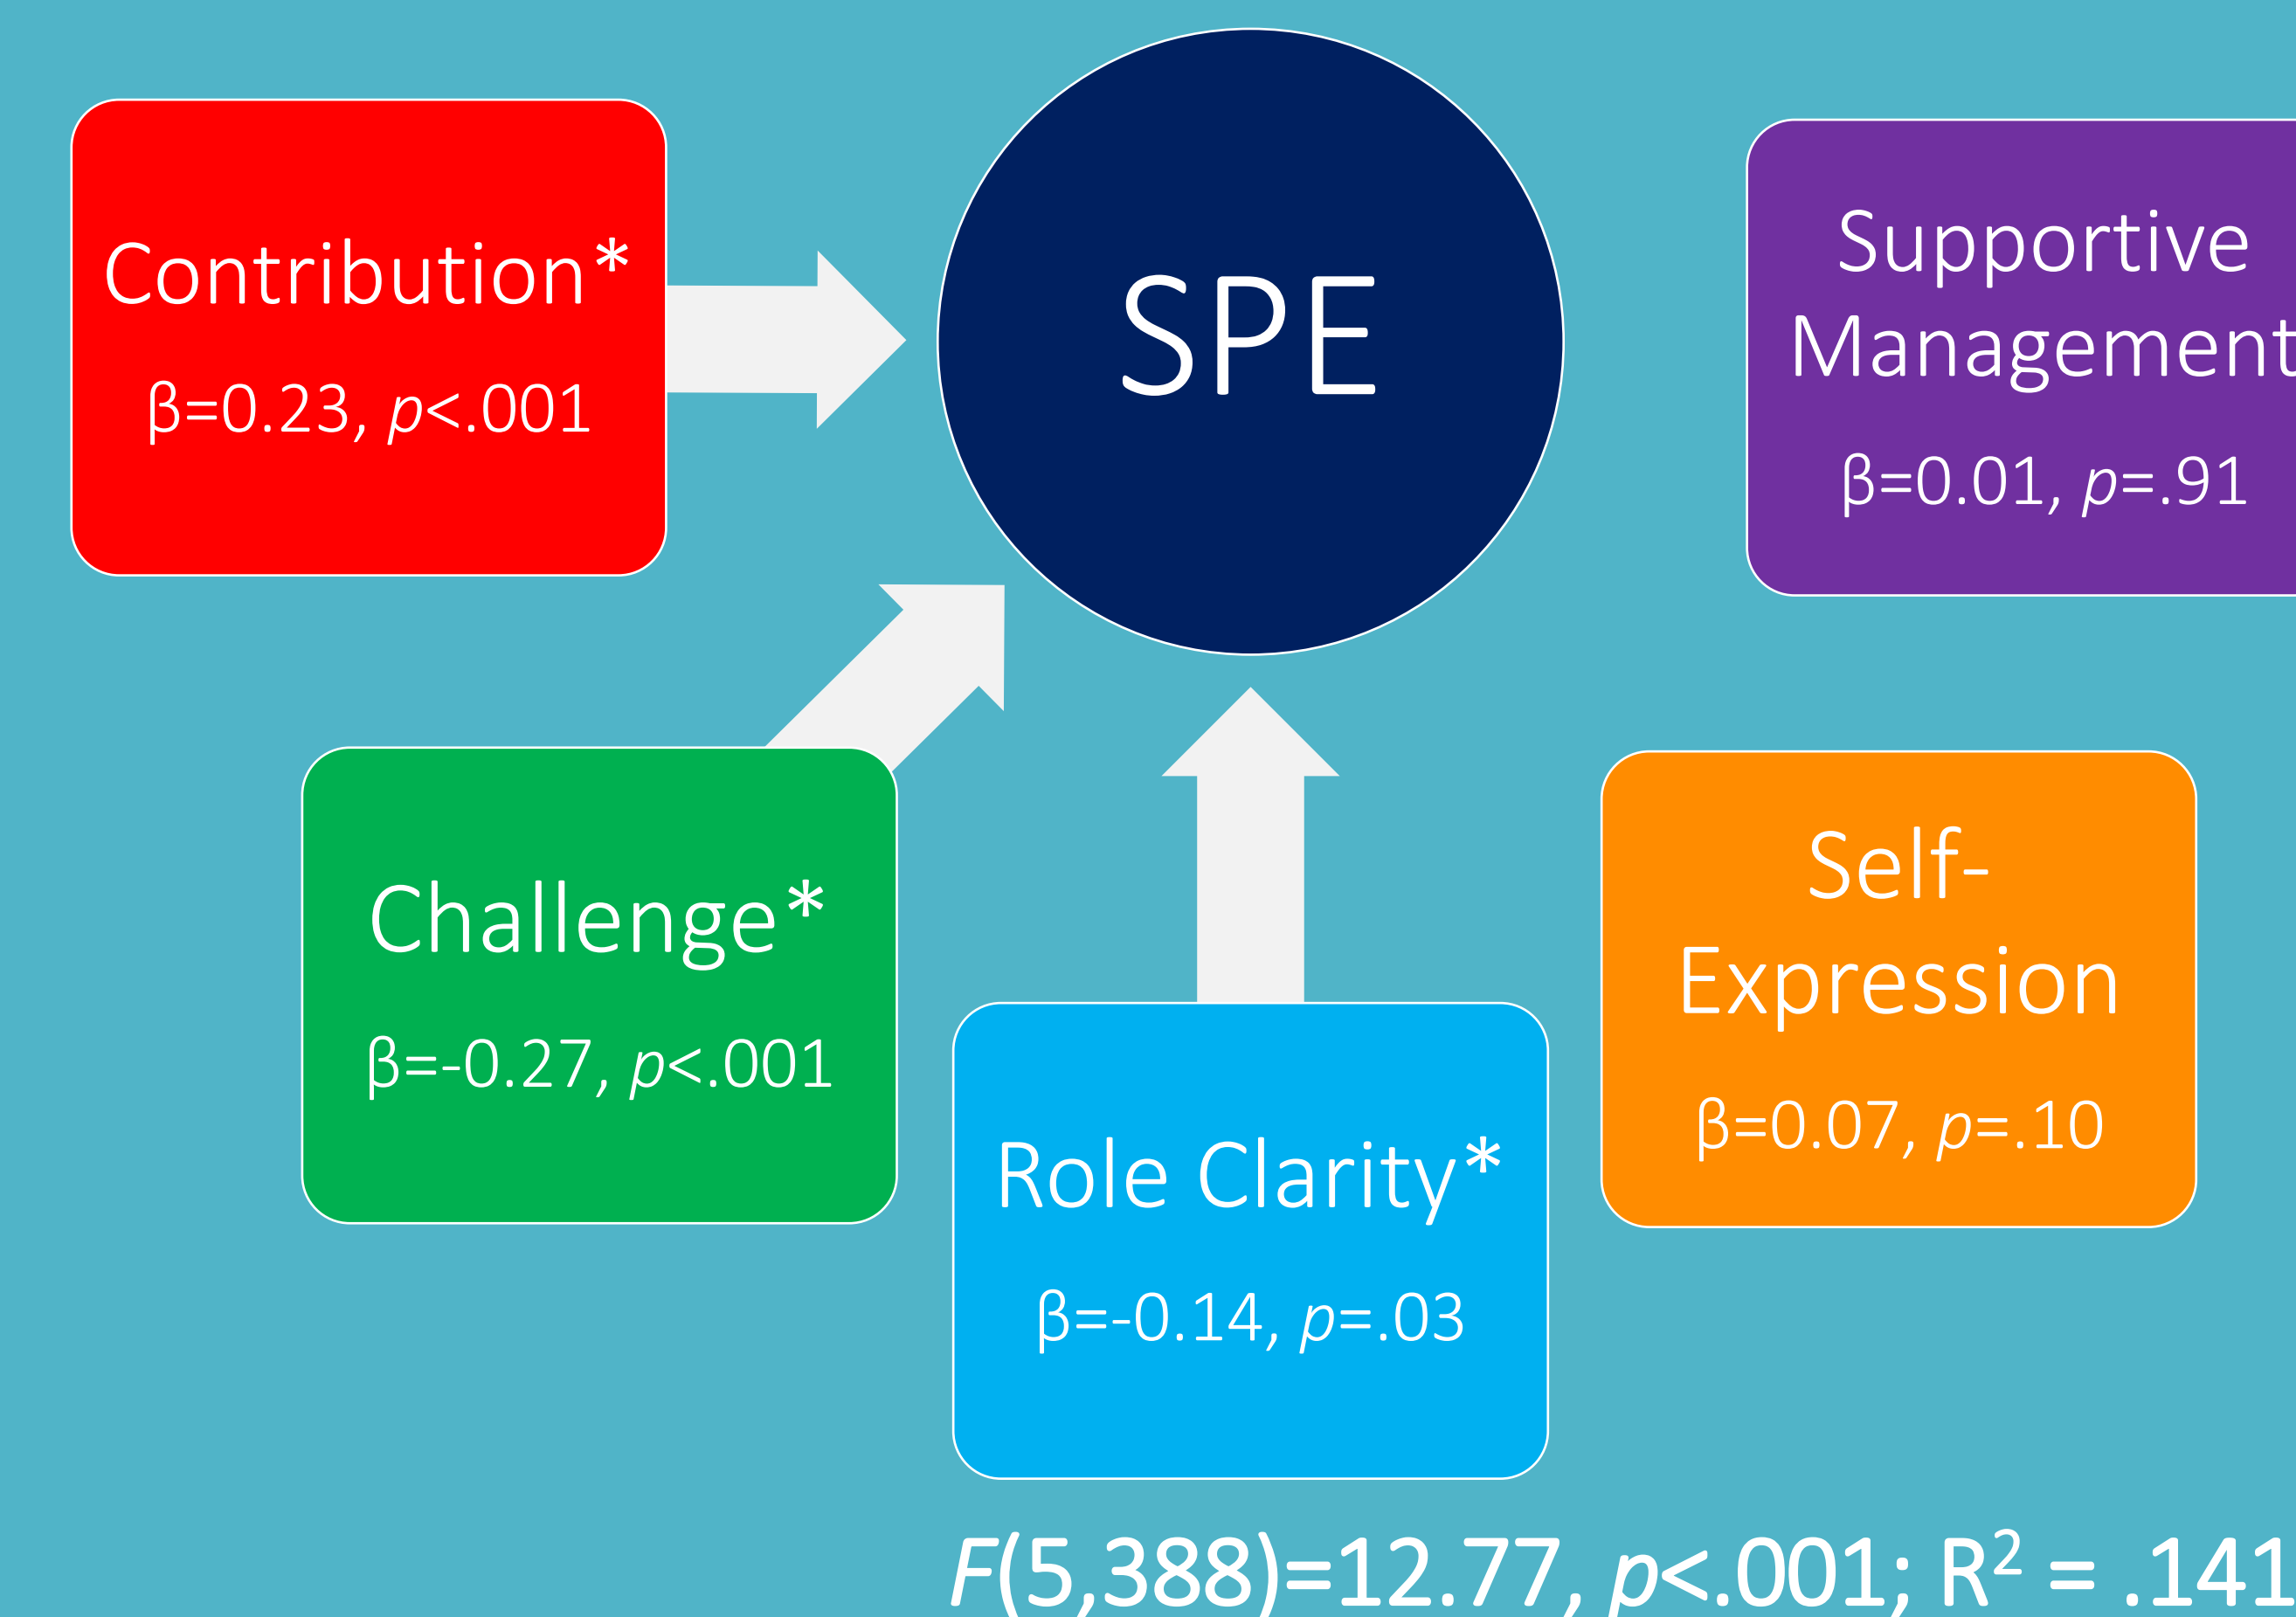 Contribution*
β=0.23, p<.001
SPE
Supportive
Management
β=0.01, p=.91
Challenge*
β=-0.27, p<.001
Role Clarity*
β=-0.14, p=.03
Self-
Expression
β=0.07, p=.10
F(5,388)=12.77, p<.001; R² = .141